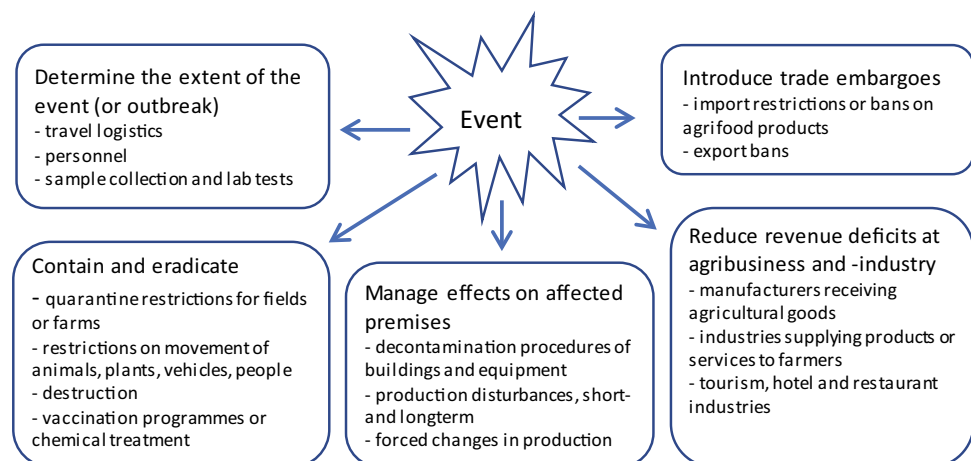 Event
Determine the extent of the
event (or outbreak)
- travel logistics
- personnel
- sample collection and lab tests
Introduce trade embargoes
- import restrictions or bans on
agrifood products
- export bans
Contain and eradicate
- quarantine restrictions for fields
or farms
- restrictions on movement of
animals, plants, vehicles, people
- destruction
- vaccination programmes or
chemical treatment
Manage effects on affected
premises
- decontamination procedures of
buildings and equipment
- production disturbances, short-
and longterm
- forced changes in production
Reduce revenue deficits at
agribusiness and -industry
- manufacturers receiving
agricultural goods
- industries supplying products or
services to farmers
- tourism, hotel and restaurant
industries